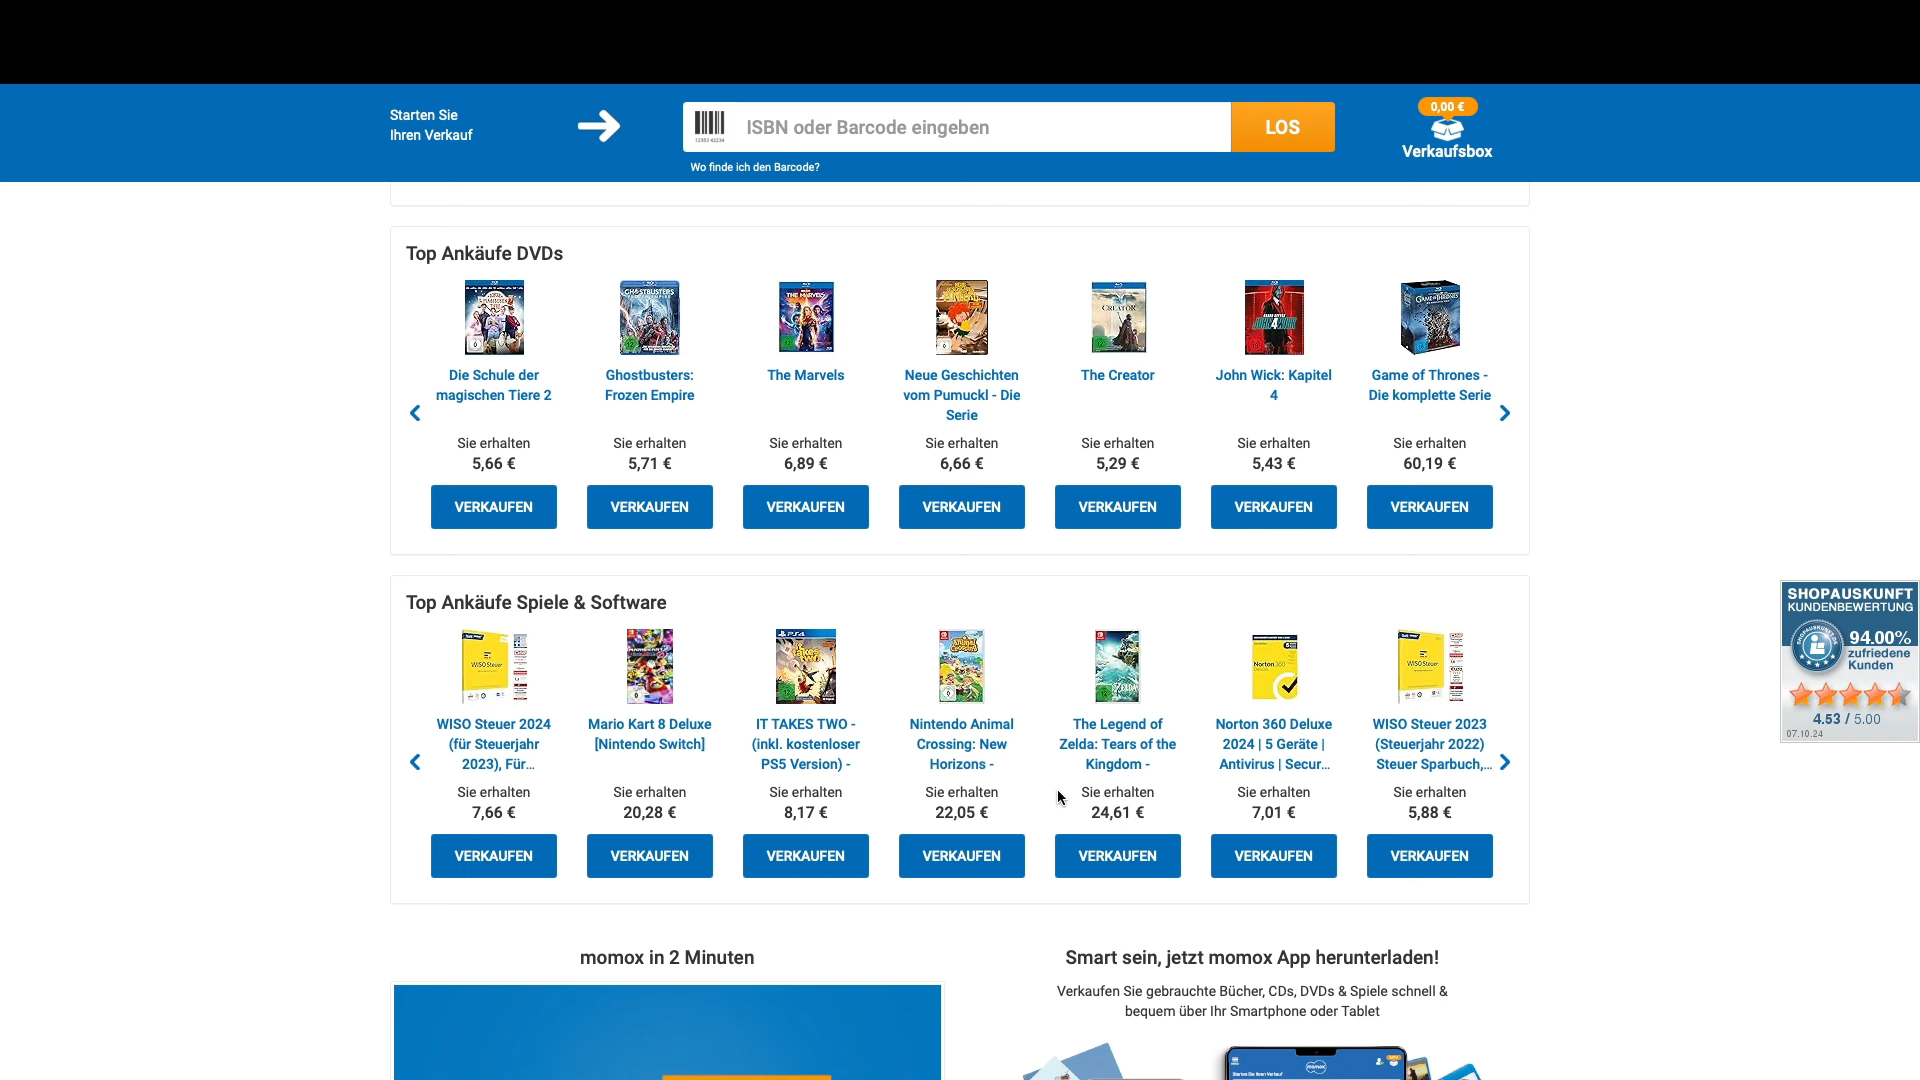 Starten Sie
Ihren Verkauf
ISBN oder Barcode eingeben
LOS
Wo finde ich den Barcode?
0,00 €
Verkaufsbox
Top Ankäufe DVDs
Die Schule der
magischen Tiere 2
Sie erhalten
5,66 €
VERKAUFEN
Ghostbusters:
Frozen Empire
Sie erhalten
5,71 €
VERKAUFEN
The Marvels
Sie erhalten
6,89 €
VERKAUFEN
Neue Geschichten
vom Pumuckl - Die
Serie
Sie erhalten
6,66 €
VERKAUFEN
The Creator
Sie erhalten
5,29 €
VERKAUFEN
John Wick: Kapitel
4
Sie erhalten
5,43 €
VERKAUFEN
Game of Thrones -
Die komplette Serie
Sie erhalten
60,19 €
VERKAUFEN
Top Ankäufe Spiele & Software
WISO Steuer 2024
(für Steuerjahr
2023), Für...
Sie erhalten
7,66 €
VERKAUFEN
Mario Kart 8 Deluxe
[Nintendo Switch]
Sie erhalten
20,28 €
VERKAUFEN
IT TAKES TWO -
(inkl. kostenloser
PS5 Version) -
Sie erhalten
8,17 €
VERKAUFEN
Nintendo Animal
Crossing: New
Horizons -
Sie erhalten
22,05 €
VERKAUFEN
The Legend of
Zelda: Tears of the
Kingdom -
Sie erhalten
24,61 €
VERKAUFEN
Norton 360 Deluxe
2024 | 5 Geräte |
Antivirus | Secur...
Sie erhalten
7,01 €
VERKAUFEN
WISO Steuer 2023
(Steuerjahr 2022)
Steuer Sparbuch,...
Sie erhalten
5,88 €
VERKAUFEN
SHOPAUSKUNFT
KUNDENBEWERTUNG
94.00%
zufriedene
Kunden
4.53 / 5.00
07.10.24
momox in 2 Minuten
Smart sein, jetzt momox App herunterladen!
Verkaufen Sie gebrauchte Bücher, CDs, DVDs & Spiele schnell &
bequem über Ihr Smartphone oder Tablet
momox